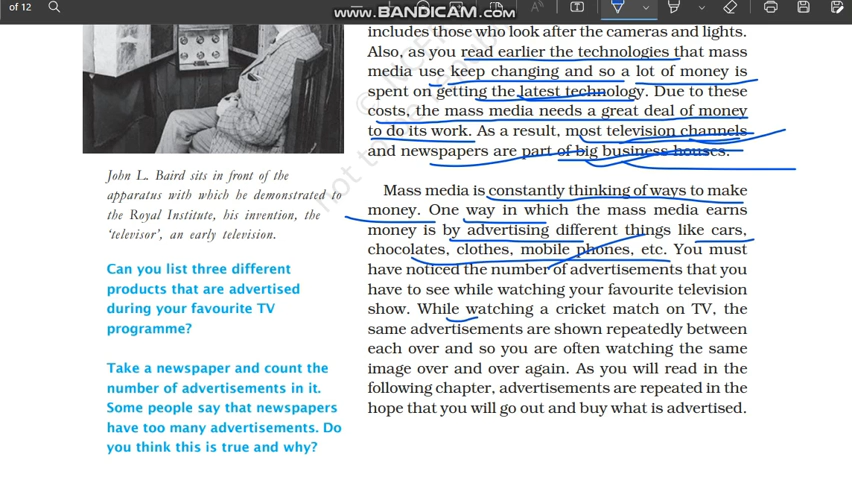 of 12
www.BANDICAM.com
includes those who look after the cameras and lights.
Also, as you read earlier the technologies that mass
media use keep changing and so a lot of money is
spent on getting the latest technology. Due to these
costs, the mass media needs a great deal of money
to do its work. As a result, most television channels
and newspapers are part of big business houses.
Mass media is constantly thinking of ways to make
money. One way in which the mass media earns
money is by advertising different things like cars,
chocolates, clothes, mobile phones, etc. You must
have noticed the number of advertisements that you
have to see while watching your favourite television
show. While watching a cricket match on TV, the
same advertisements are shown repeatedly between
each over and so you are often watching the same
image over and over again. As you will read in the
following chapter, advertisements are repeated in the
hope that you will go out and buy what is advertised.
John L. Baird sits in front of the
apparatus with which he demonstrated to
the Royal Institute, his invention, the
‘televisor’, an early television.
Can you list three different
products that are advertised
during your favourite TV
programme?
Take a newspaper and count the
number of advertisements in it.
Some people say that newspapers
have too many advertisements. Do
you think this is true and why?